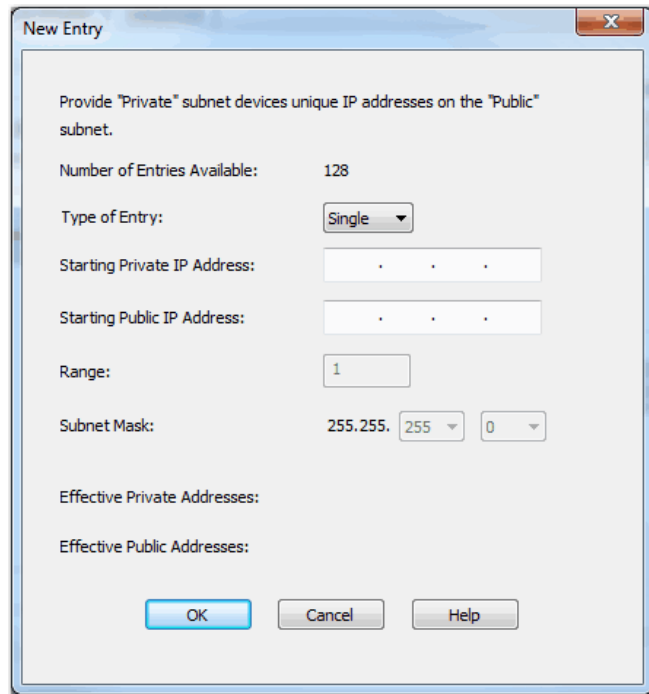 New Entry
Provide "Private" subnet devices unique IP addresses on the "Public"
subnet.
Number of Entries Available: 128
Type of Entry: Single
Starting Private IP Address: . . .
Starting Public IP Address: . . .
Range: 1
Subnet Mask: 255.255. 255 0
Effective Private Addresses:
Effective Public Addresses:
OK Cancel Help